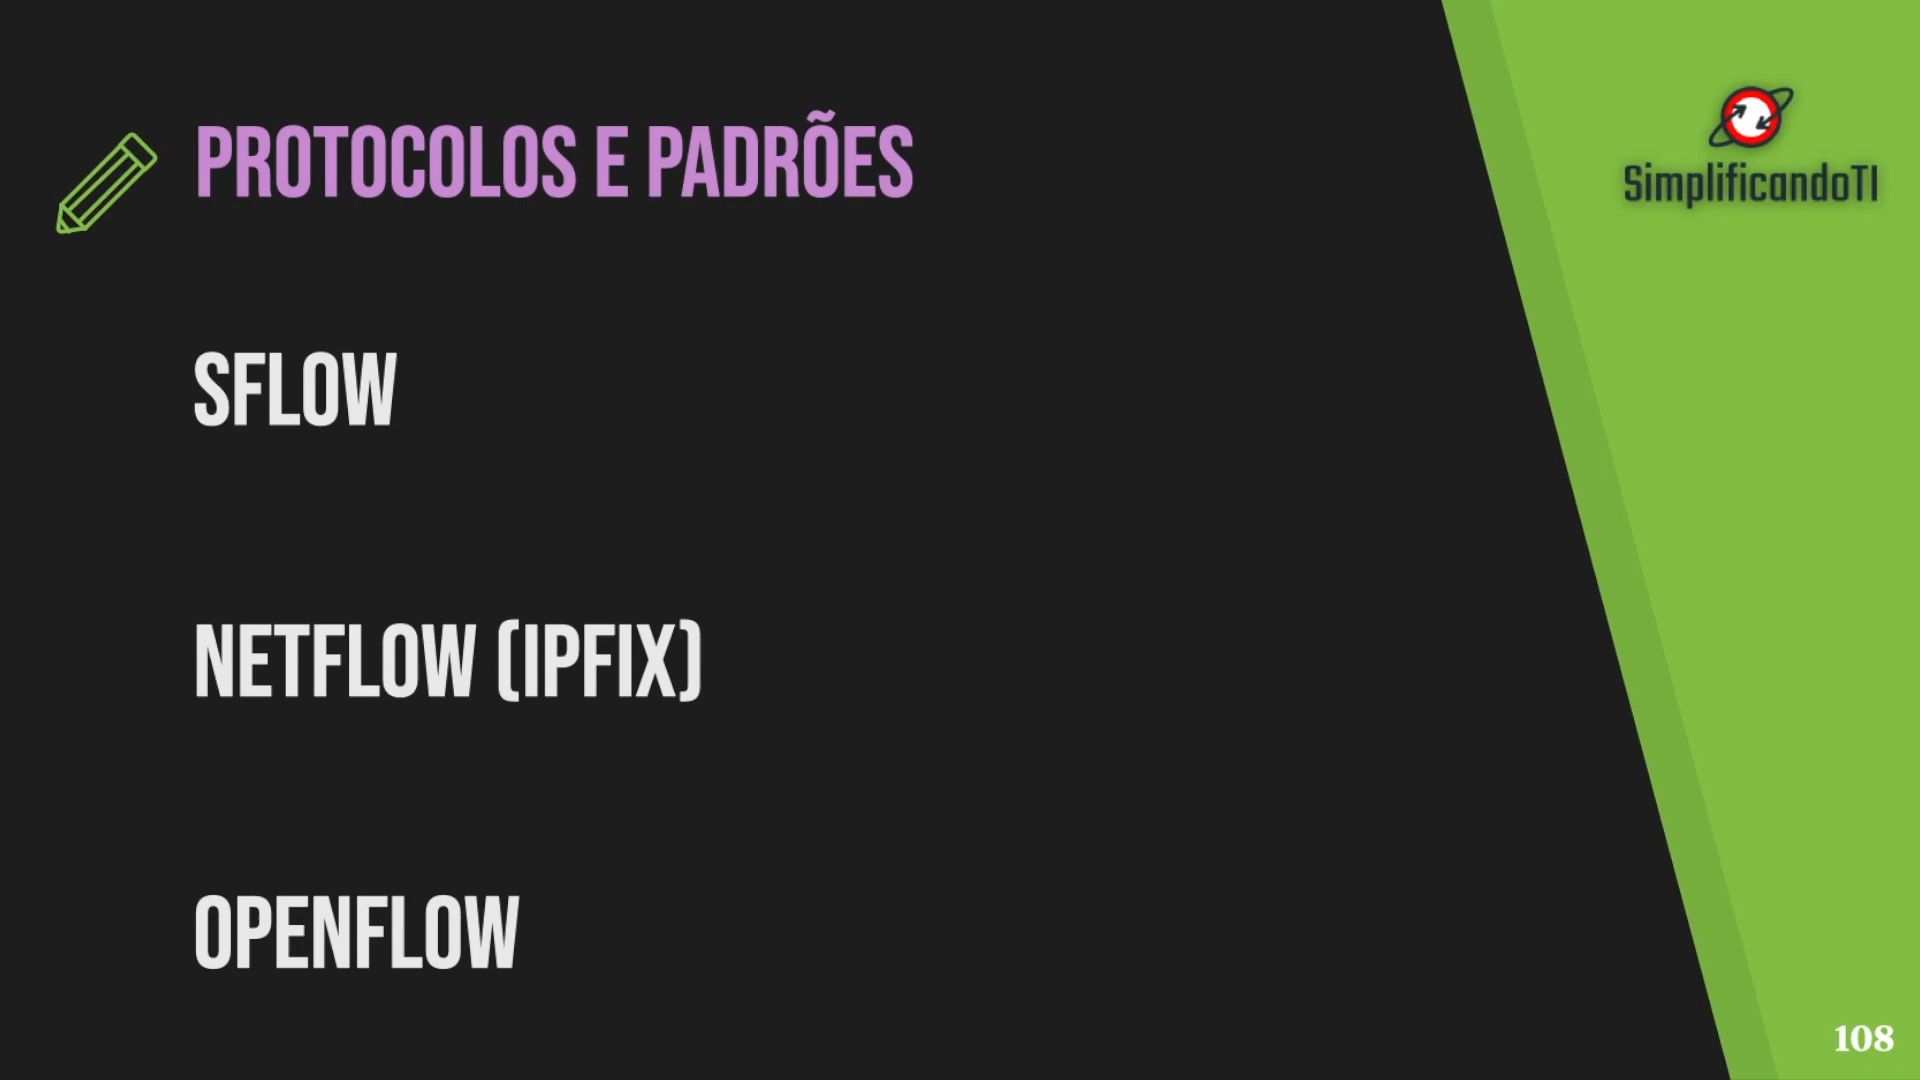 PROTOCOLOS E PADRÕES
SimplificandoTI
SFLOW
NETFLOW (IPFIX)
OPENFLOW
108